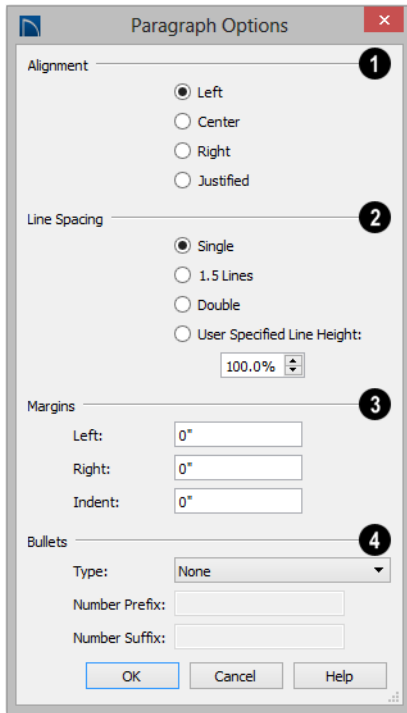 Paragraph Options
Alignment 1
Left
Center
Right
Justified
Line Spacing 2
Single
1.5 Lines
Double
User Specified Line Height:
100.0%
Margins 3
Left: 0"
Right: 0"
Indent: 0"
Bullets 4
Type: None
Number Prefix:
Number Suffix:
OK Cancel Help